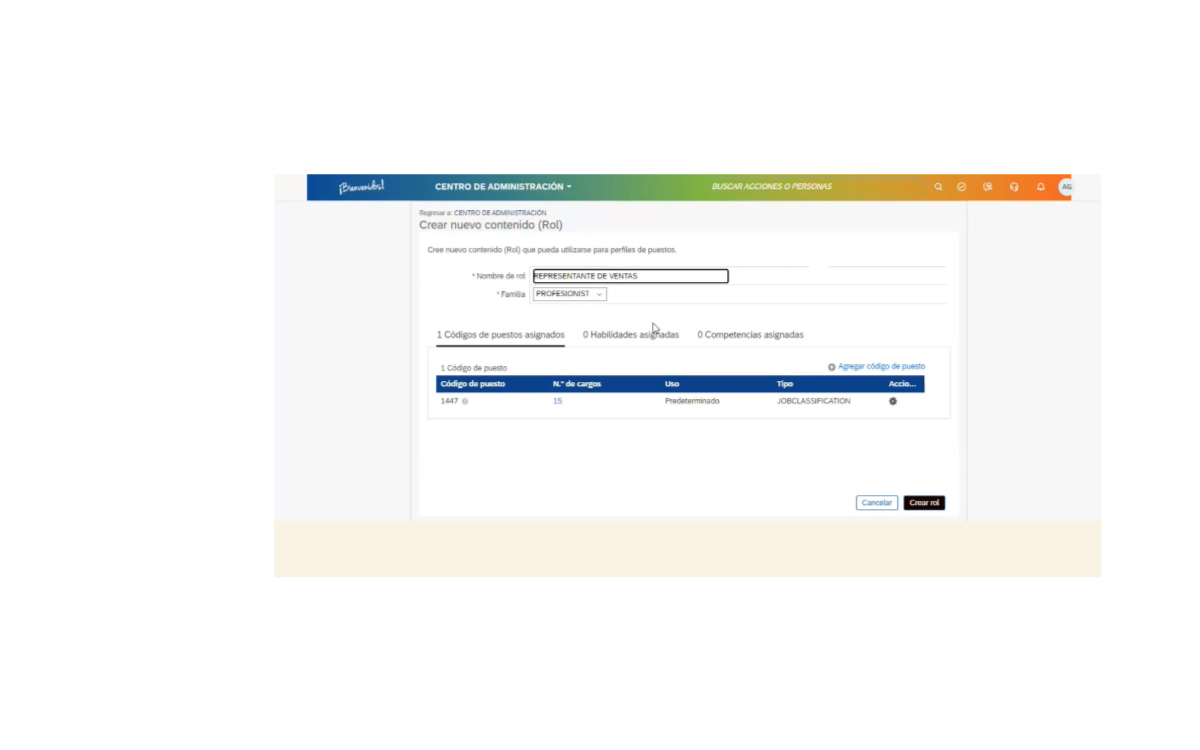 ¡Bienvenidos!
CENTRO DE ADMINISTRACIÓN
BUSCAR ACCIONES O PERSONAS
AG
Regresar a: CENTRO DE ADMINISTRACIÓN
Crear nuevo contenido (Rol)
Cree nuevo contenido (Rol) que pueda utilizarse para perfiles de puestos.
* Nombre de rol REPRESENTANTE DE VENTAS
* Familia PROFESIONIST
1 Códigos de puestos asignados 0 Habilidades asignadas 0 Competencias asignadas
1 Código de puesto Agregar código de puesto
Código de puesto N.º de cargos Uso Tipo Accio...
1447 15 Predeterminado JOBCLASSIFICATION
Cancelar Crear rol